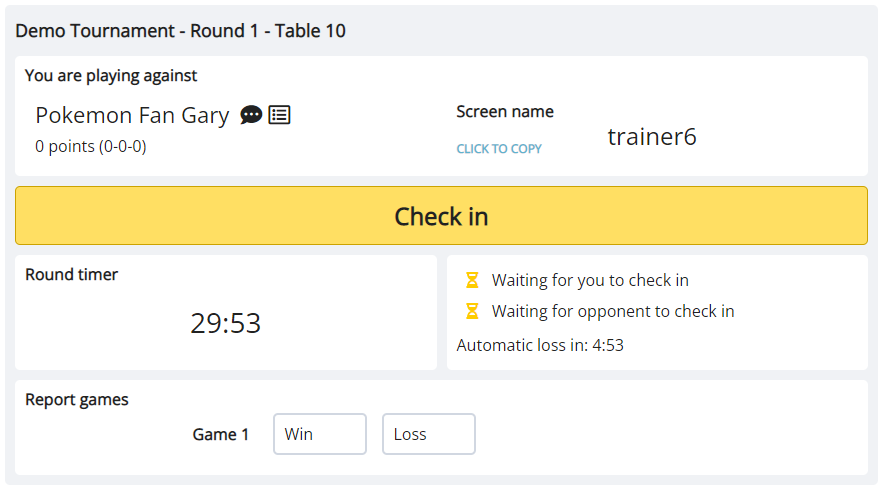 Demo Tournament - Round 1 - Table 10
You are playing against
Pokemon Fan Gary
0 points (0-0-0)
Screen name
CLICK TO COPY
trainer6
Check in
Round timer
29:53
Waiting for you to check in
Waiting for opponent to check in
Automatic loss in: 4:53
Report games
Game 1 Win Loss